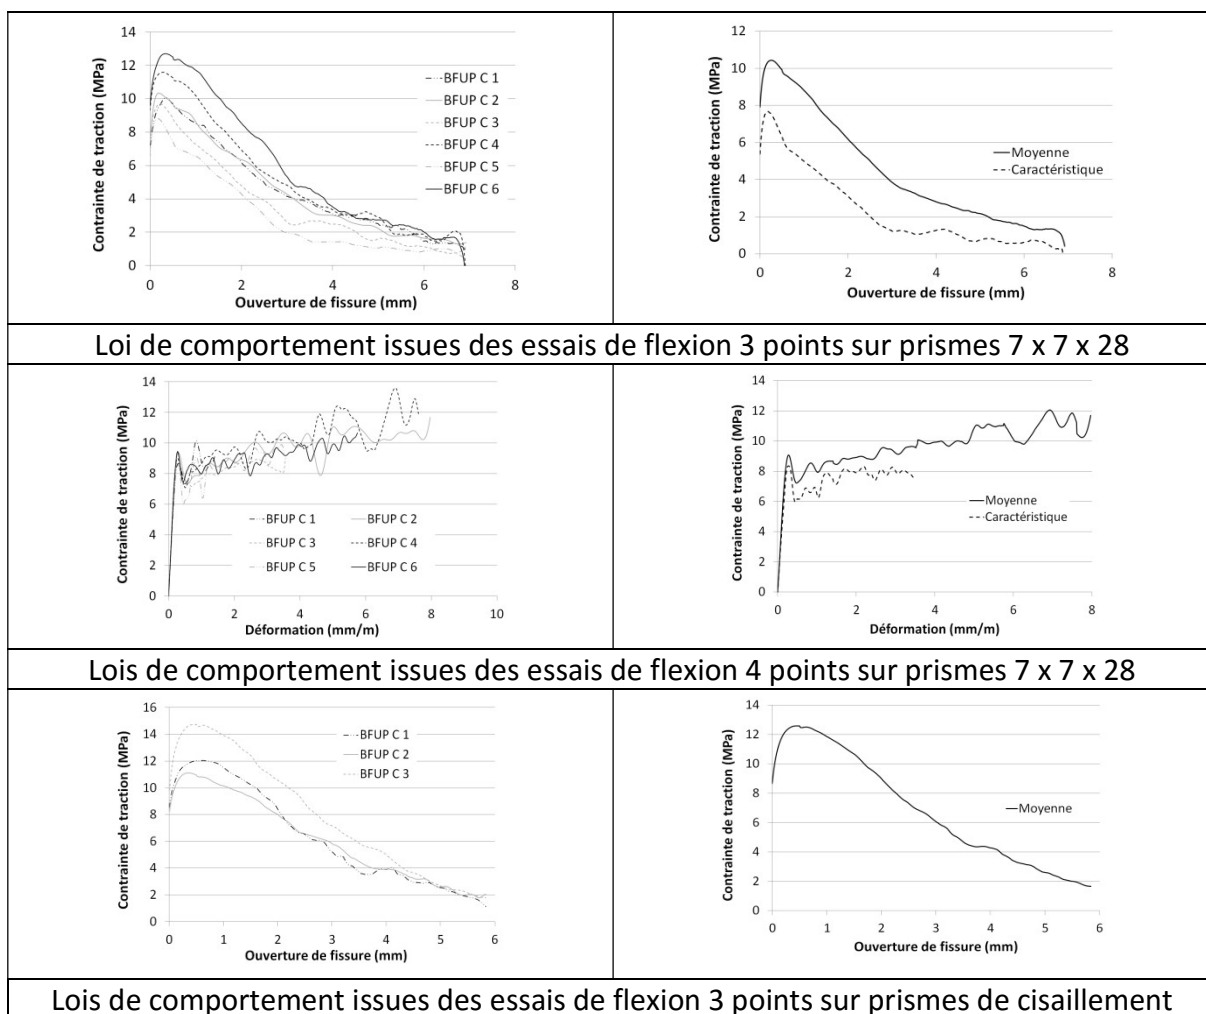 Contrainte de traction (MPa)
14
12
10
8
6
4
2
0
0 2 4 6 8
Ouverture de fissure (mm)
BFUP C 1
BFUP C 2
BFUP C 3
BFUP C 4
BFUP C 5
BFUP C 6
Contrainte de traction (MPa)
12
10
8
6
4
2
0
0 2 4 6 8
Ouverture de fissure (mm)
Moyenne
Caractéristique
Loi de comportement issues des essais de flexion 3 points sur prismes 7 x 7 x 28
Contrainte de traction (MPa)
14
12
10
8
6
4
2
0
0 2 4 6 8 10
Déformation (mm/m)
BFUP C 1 BFUP C 2
BFUP C 3 BFUP C 4
BFUP C 5 BFUP C 6
Contrainte de traction (MPa)
14
12
10
8
6
4
2
0
0 2 4 6 8
Déformation (mm/m)
Moyenne
Caractéristique
Lois de comportement issues des essais de flexion 4 points sur prismes 7 x 7 x 28
Contrainte de traction (MPa)
16
14
12
10
8
6
4
2
0
0 1 2 3 4 5 6
Ouverture de fissure (mm)
BFUP C 1
BFUP C 2
BFUP C 3
Contrainte de traction (MPa)
14
12
10
8
6
4
2
0
0 1 2 3 4 5 6
Ouverture de fissure (mm)
Moyenne
Lois de comportement issues des essais de flexion 3 points sur prismes de cisaillement